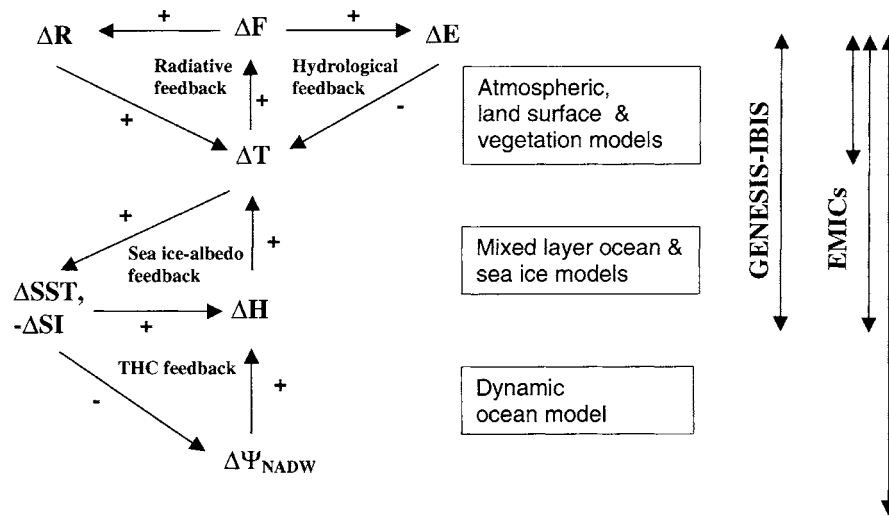 + +
ΔR ΔF ΔE
Radiative Hydrological
feedback feedback
+ + -
ΔT
Atmospheric,
land surface &
vegetation models
+ +
Sea ice-albedo
feedback
Mixed layer ocean &
sea ice models
ΔSST,
-ΔSI
+
ΔH
THC feedback
- +
Dynamic
ocean model
ΔΨNADW
GENESIS-IBIS
EMICs